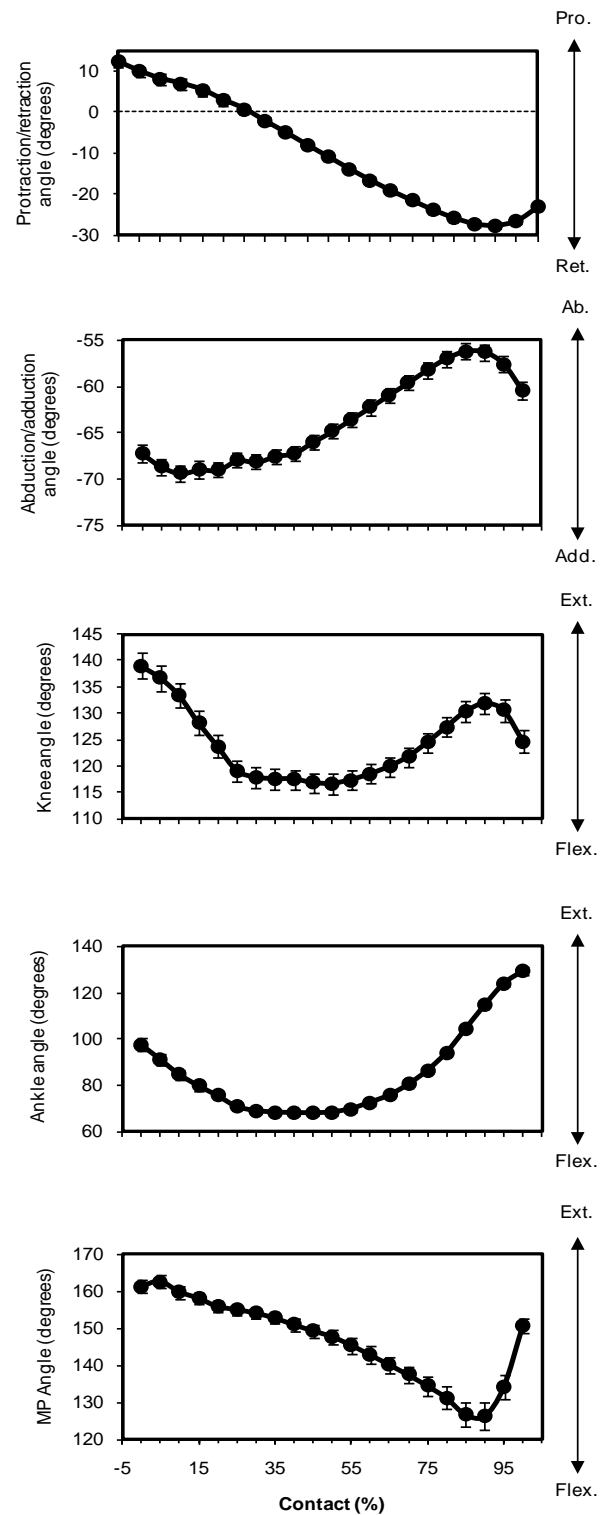 Pro.
10
0
-10
-20
-30
Protraction/retraction
angle (degrees)
Ret.
Ab.
-55
-60
-65
-70
-75
Abduction/adduction
angle (degrees)
Add.
Ext.
145
140
135
130
125
120
115
110
Knee angle (degrees)
Flex.
Ext.
140
120
100
80
60
Ankle angle (degrees)
Flex.
Ext.
170
160
150
140
130
120
MP Angle (degrees)
-5 15 35 55 75 95
Flex.
Contact (%)